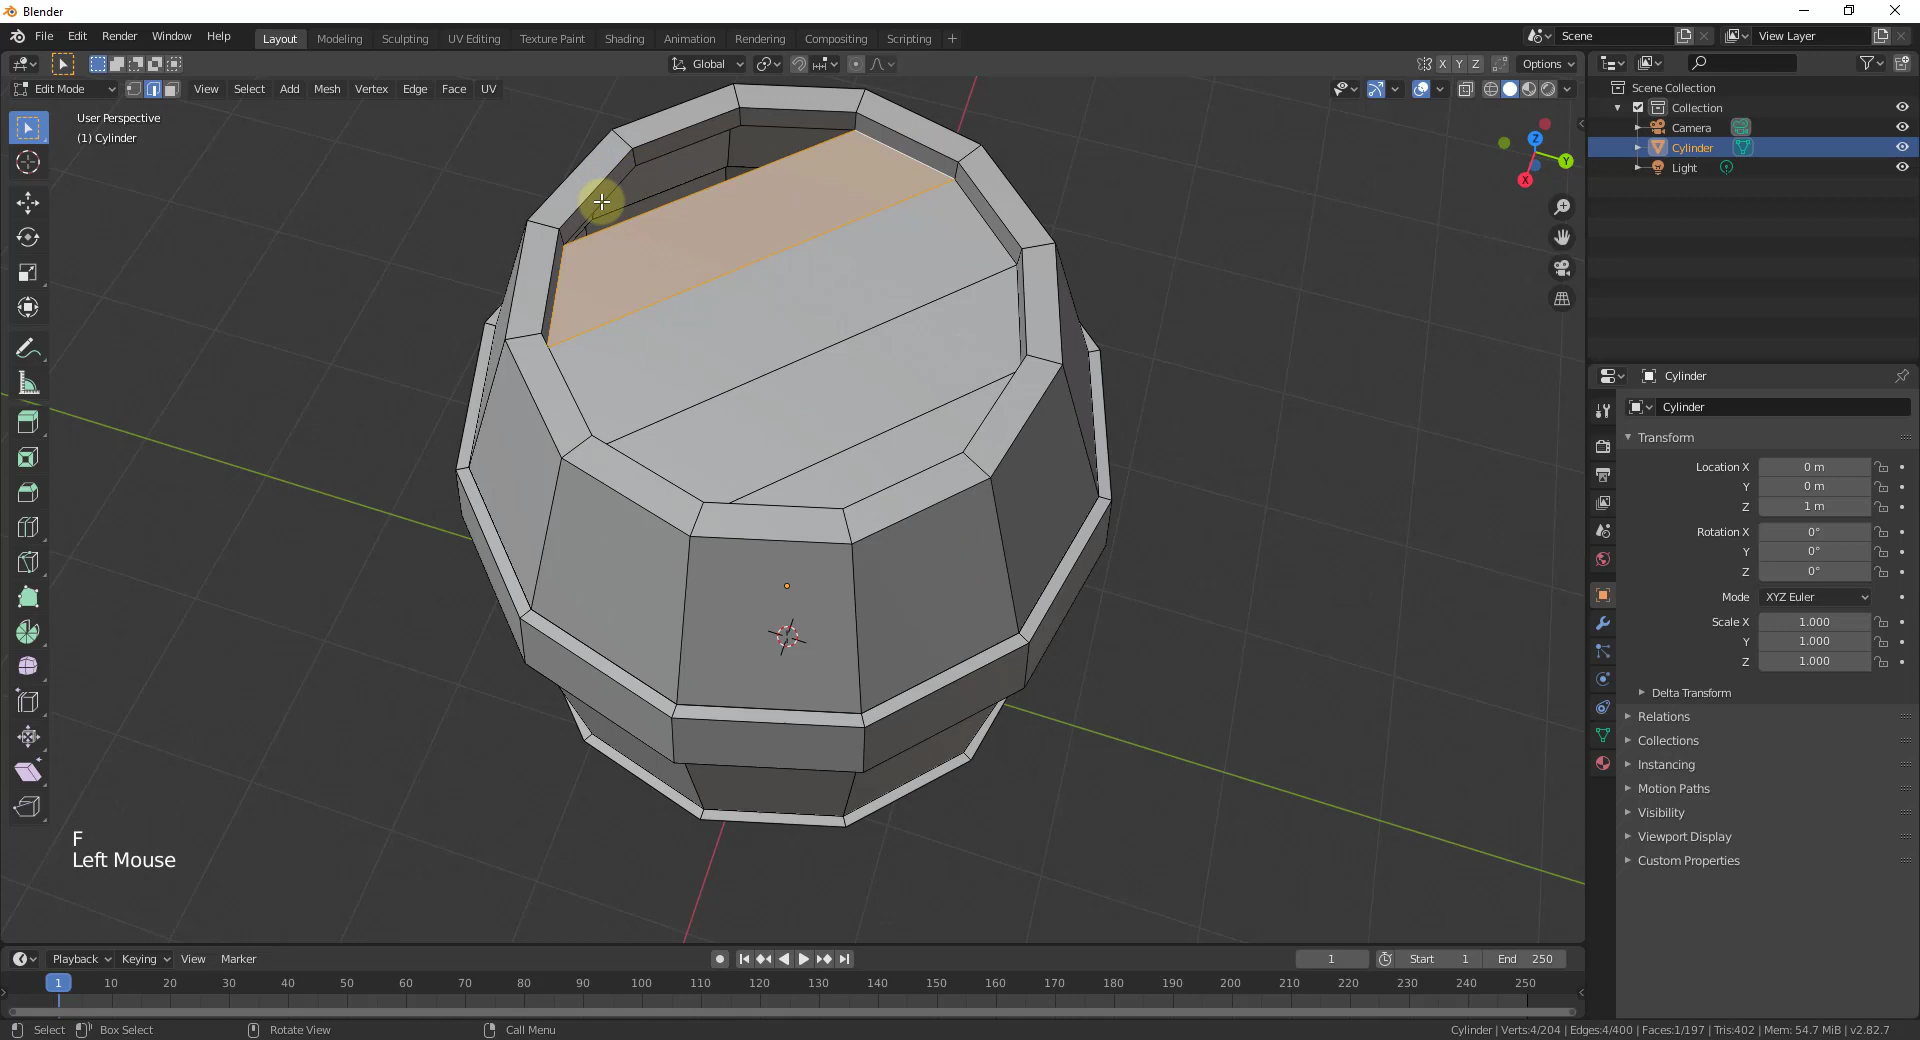 Blender
File Edit Render Window Help
Layout Modeling Sculpting UV Editing Texture Paint Shading Animation Rendering Compositing Scripting +
Scene
View Layer
Global
X Y Z
Options
Edit Mode
View Select Add Mesh Vertex Edge Face UV
User Perspective
(1) Cylinder
Z
Y
X
Scene Collection
Collection
Camera
Cylinder
Light
Cylinder
Cylinder
Transform
Location X 0 m
Y 0 m
Z 1 m
Rotation X 0°
Y 0°
Z 0°
Mode XYZ Euler
Scale X 1.000
Y 1.000
Z 1.000
Delta Transform
Relations
Collections
Instancing
Motion Paths
Visibility
Viewport Display
Custom Properties
F
Left Mouse
Playback Keying View Marker
1
Start 1
End 250
1 10 20 30 40 50 60 70 80 90 100 110 120 130 140 150 160 170 180 190 200 210 220 230 240 250
Select Box Select Rotate View Call Menu
Cylinder | Verts:4/204 | Edges:4/400 | Faces:1/197 | Tris:402 | Mem: 54.7 MiB | v2.82.7